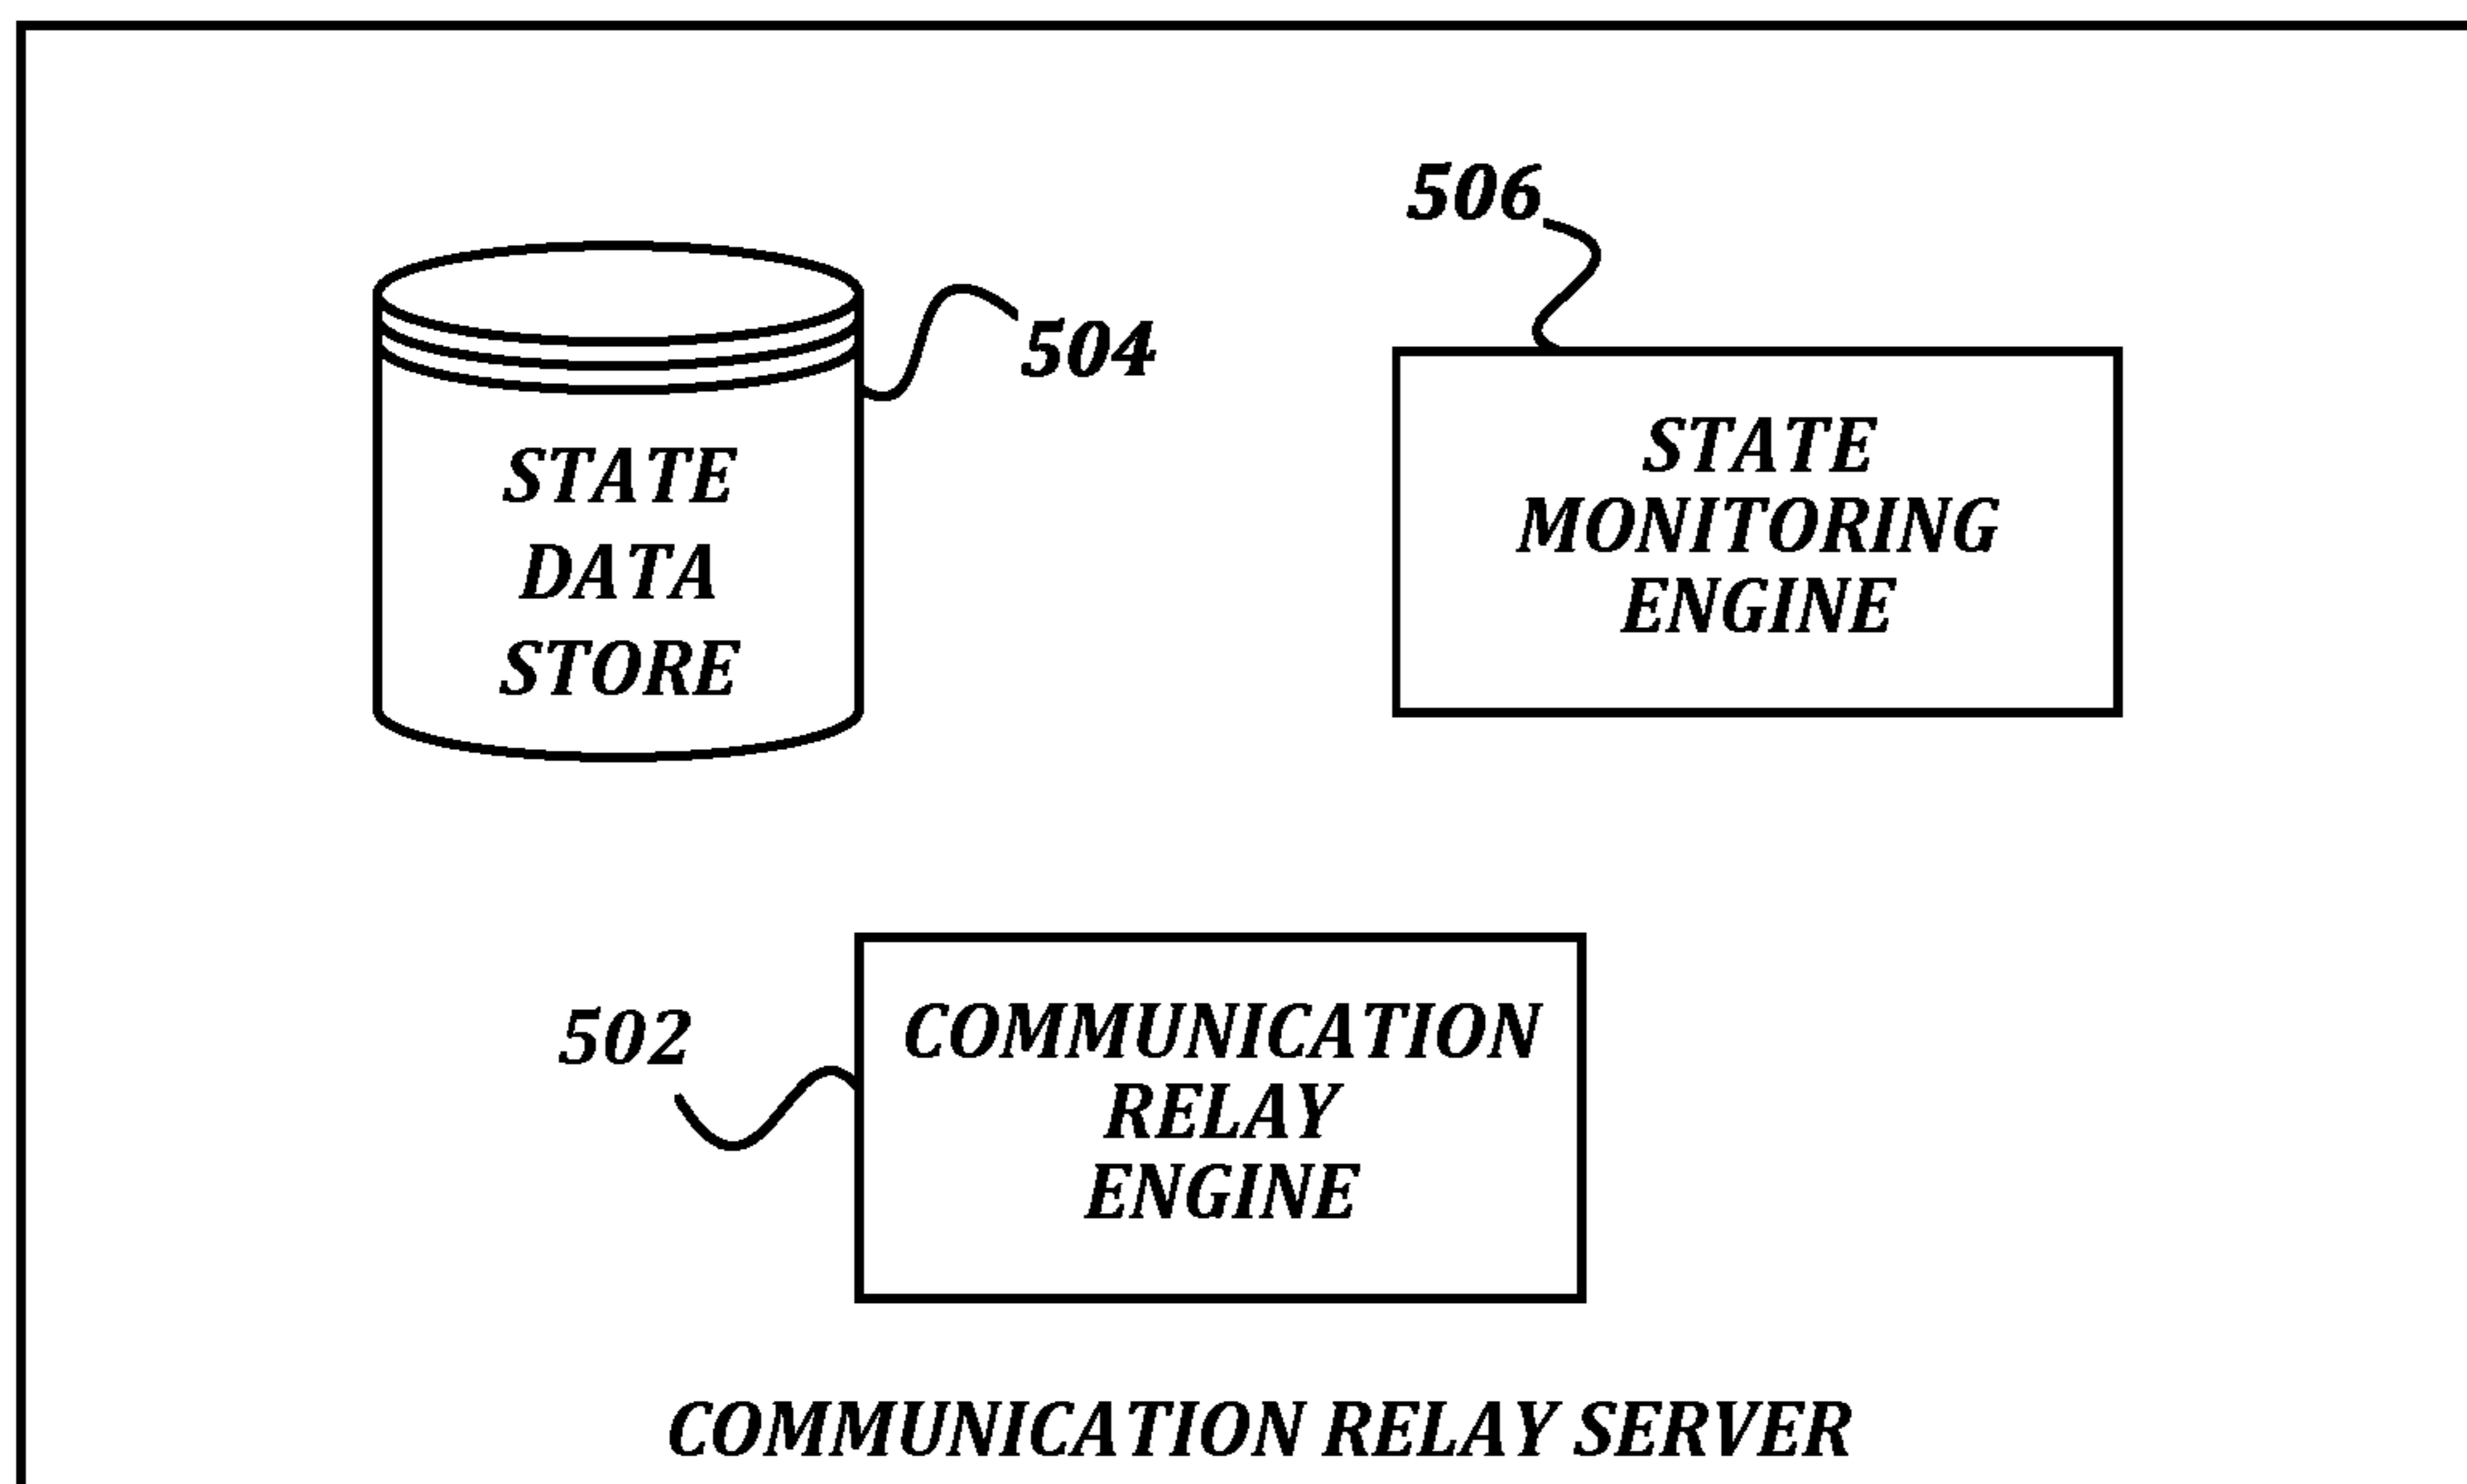 506
504
STATE
DATA
STORE
STATE
MONITORING
ENGINE
502
COMMUNICATION
RELAY
ENGINE
COMMUNICATION RELAY SERVER